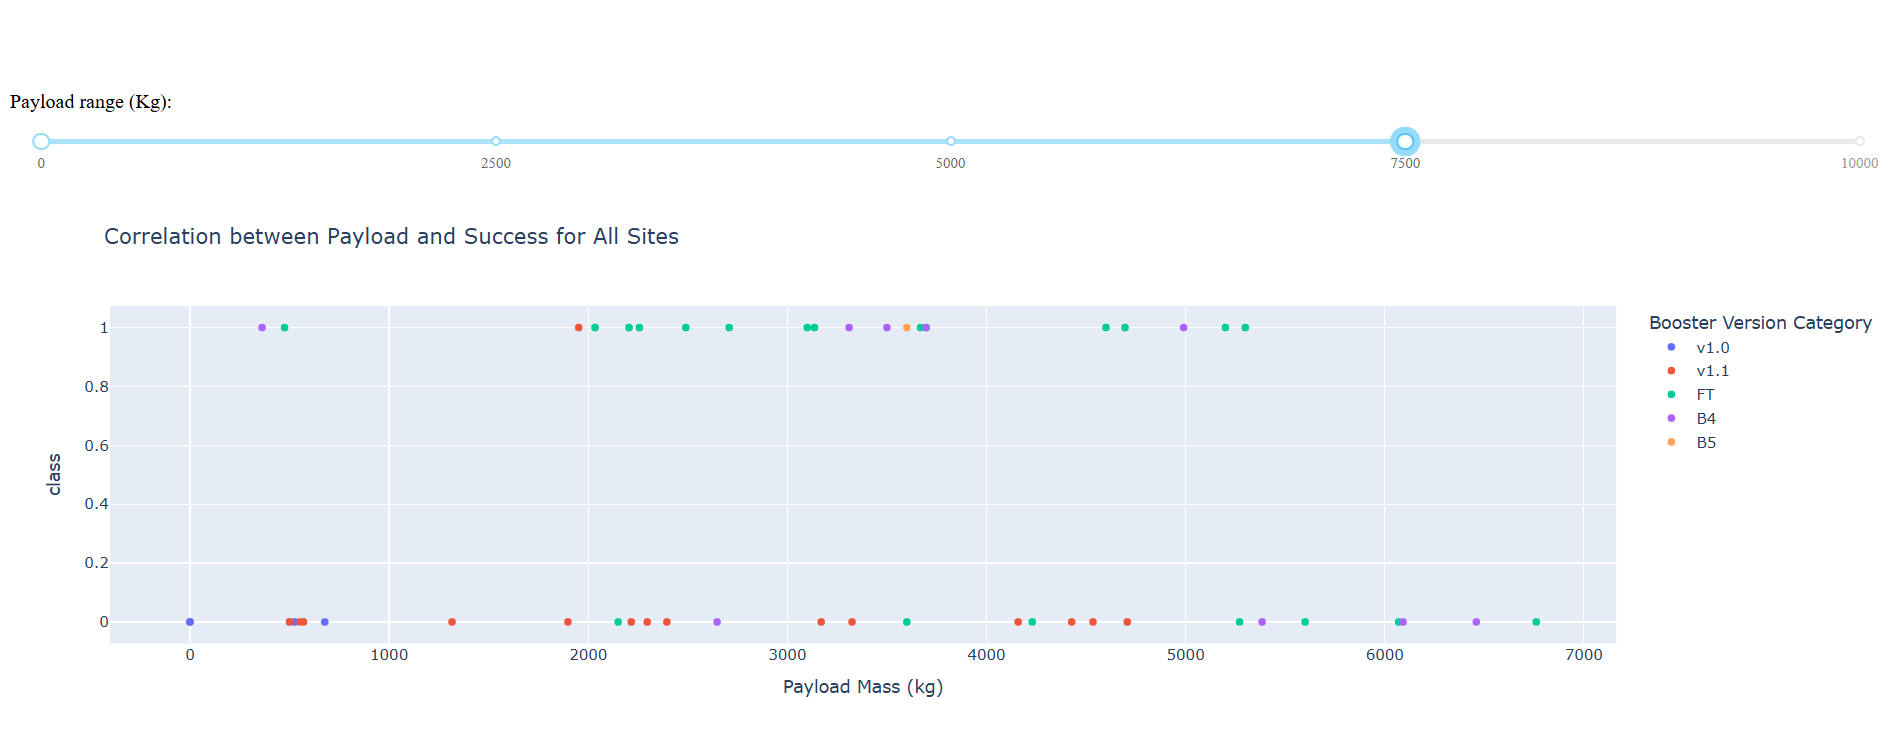 Payload range (Kg):
0 2500 5000 7500 10000
Correlation between Payload and Success for All Sites
Booster Version Category
v1.0
v1.1
FT
B4
B5
1
0.8
0.6
0.4
0.2
0
class
0 1000 2000 3000 4000 5000 6000 7000
Payload Mass (kg)